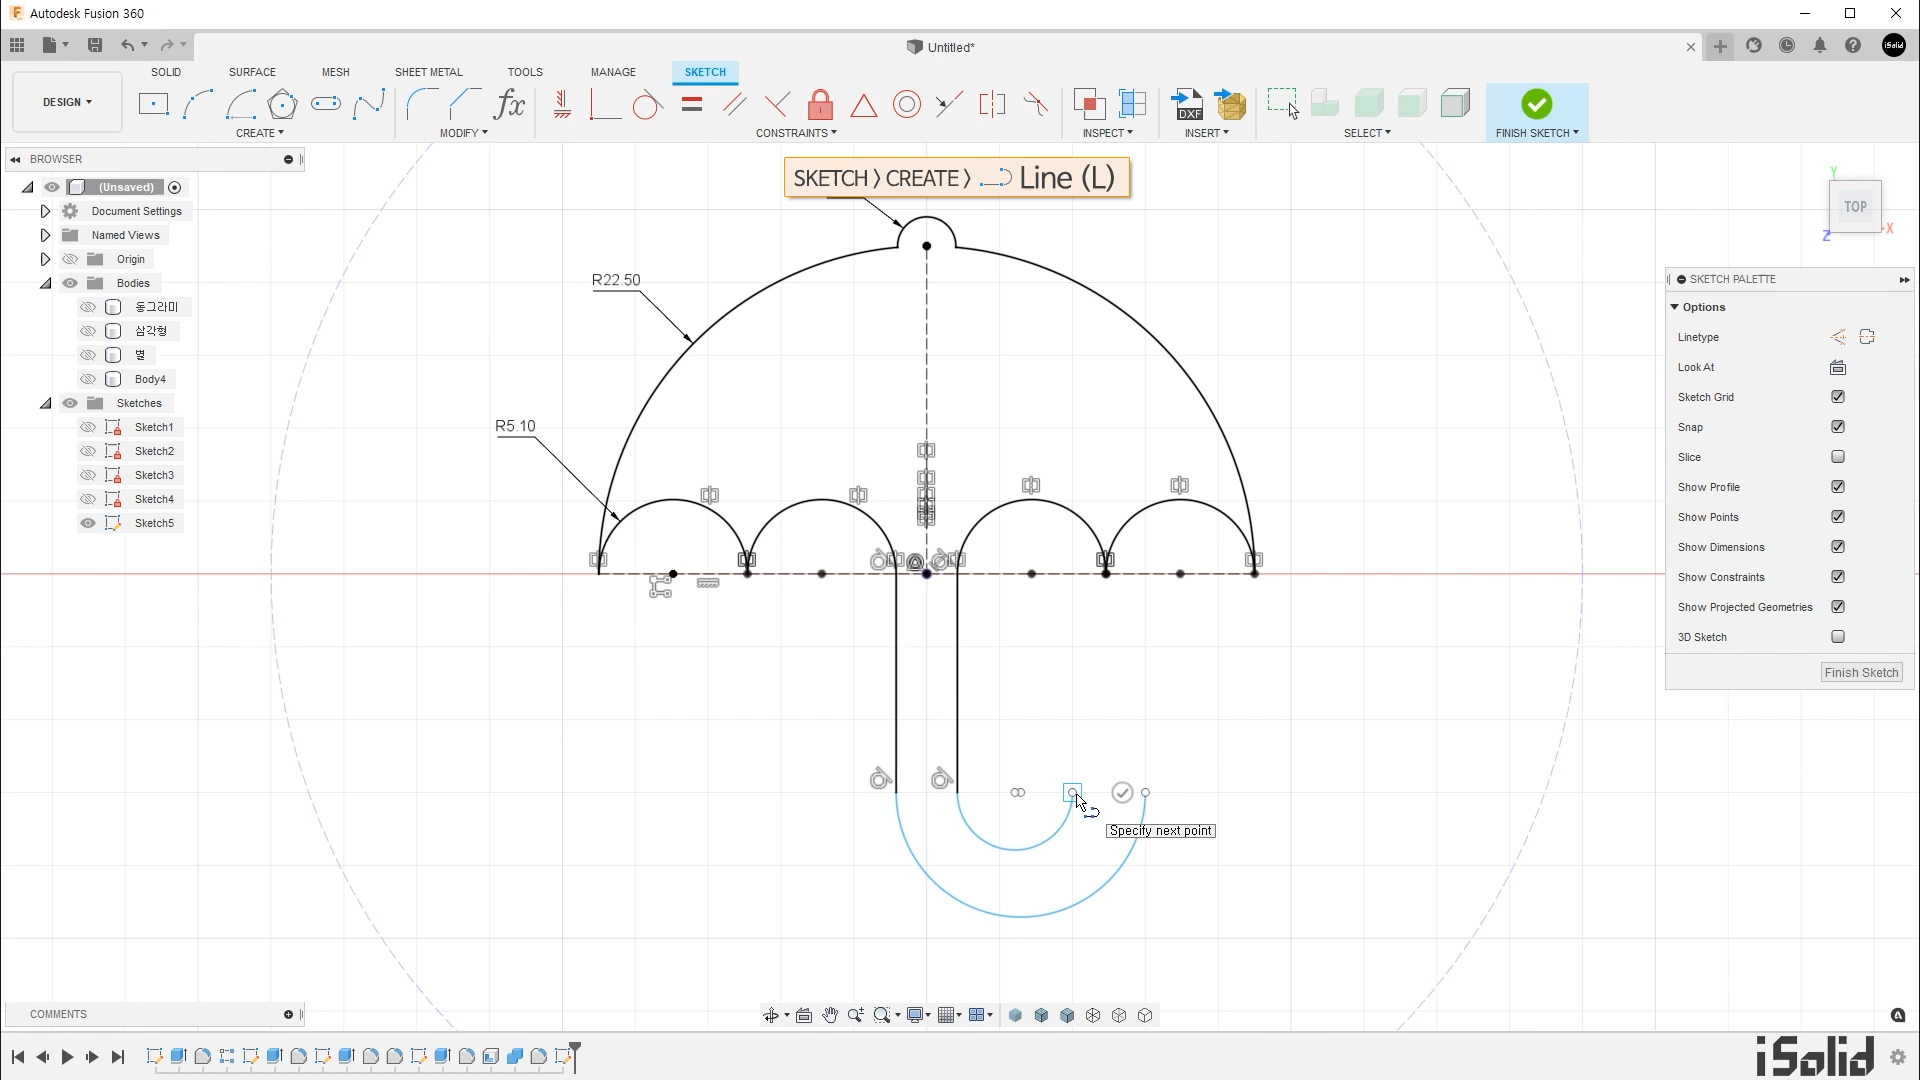 Autodesk Fusion 360
Untitled*
iSolid
DESIGN
SOLID
SURFACE
MESH
SHEET METAL
TOOLS
MANAGE
SKETCH
fx
DXF
CREATE
MODIFY
CONSTRAINTS
INSPECT
INSERT
SELECT
FINISH SKETCH
BROWSER
(Unsaved)
Document Settings
Named Views
Origin
Bodies
동그라미
삼각형
별
Body4
Sketches
Sketch1
Sketch2
Sketch3
Sketch4
Sketch5
SKETCH 〉CREATE 〉 Line (L)
R22.50
R5.10
Specify next point
Y
TOP
X
Z
SKETCH PALETTE
Options
Linetype
Look At
Sketch Grid
Snap
Slice
Show Profile
Show Points
Show Dimensions
Show Constraints
Show Projected Geometries
3D Sketch
Finish Sketch
COMMENTS
iSolid